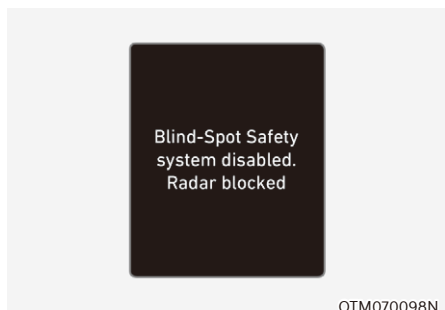 Blind-Spot Safety
system disabled.
Radar blocked
OTM070098N